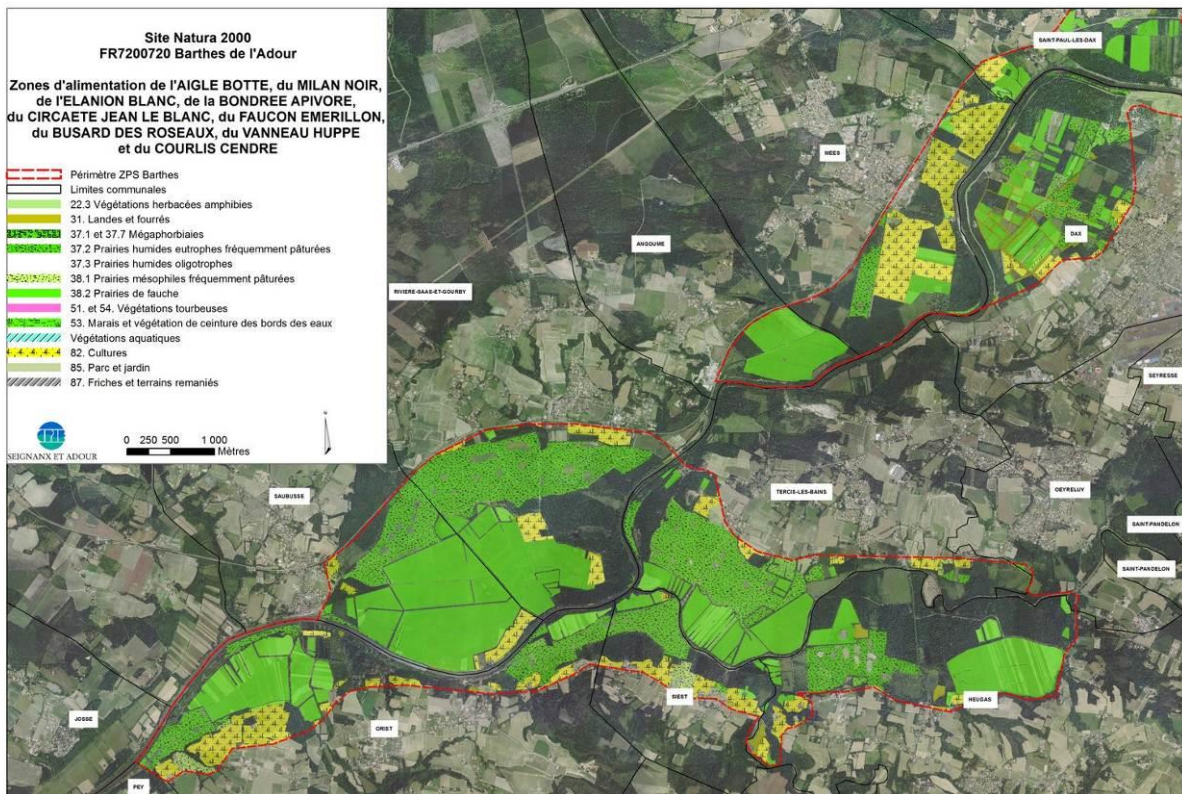 Site Natura 2000
FR7200720 Barthes de l'Adour
Zones d'alimentation de l'AIGLE BOTTE, du MILAN NOIR,
de l'ELANION BLANC, de la BONDREE APIVORE,
du CIRCAETE JEAN LE BLANC, du FAUCON EMERILLON,
du BUSARD DES ROSEAUX, du VANNEAU HUPPE
et du COURLIS CENDRE
Périmètre ZPS Barthes
Limites communales
22.3 Végétations herbacées amphibies
31. Landes et fourrés
37.1 et 37.7 Mégaphorbiaies
37.2 Prairies humides eutrophes fréquemment pâturées
37.3 Prairies humides oligotrophes
38.1 Prairies mésophiles fréquemment pâturées
38.2 Prairies de fauche
51. et 54. Végétations tourbeuses
53. Marais et végétation de ceinture des bords des eaux
Végétations aquatiques
82. Cultures
85. Parc et jardin
87. Friches et terrains remaniés
SEIGNANX ET ADOUR
0 250 500 1 000
Mètres
N
SAINT-PAUL-LES-DAX
MEES
DAX
ANGOUME
RIVIERE-SAAS-ET-GOURBY
SEYRESSE
SAUBUSSE
TERCIS-LES-BAINS
OEYRELUY
SAINT-PANDELON
SAINT-PANDELON
SIEST
HEUGAS
JOSSE
ORIST
PEY